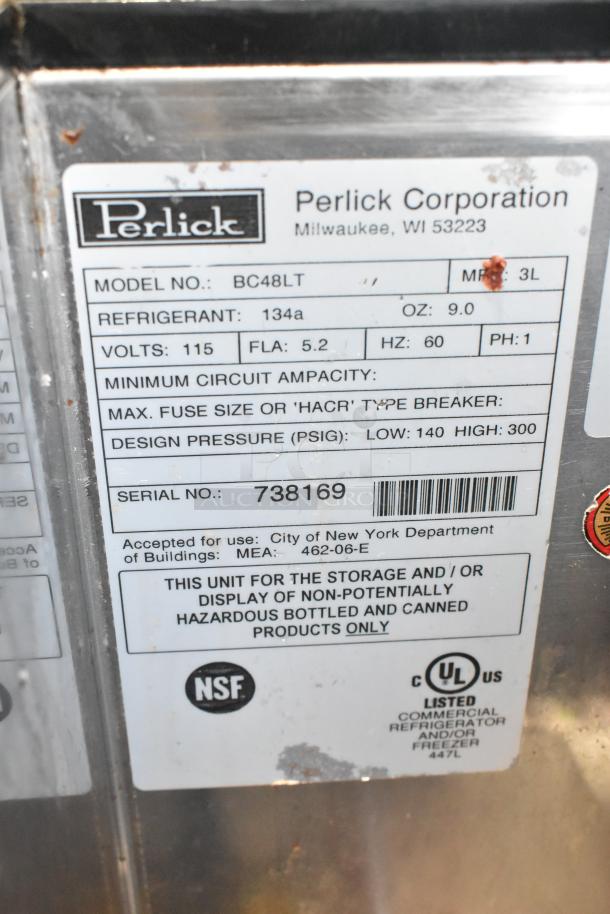 Perlick
Perlick Corporation
Milwaukee, WI 53223
MODEL NO.: BC48LT
3L
REFRIGERANT: 134a OZ: 9.0
VOLTS: 115 FLA: 5.2 HZ: 60 PH: 1
MINIMUM CIRCUIT AMPACITY:
MAX. FUSE SIZE OR 'HACR' TYPE BREAKER:
DESIGN PRESSURE (PSIG): LOW: 140 HIGH: 300
SERIAL NO.: 738169
PCI
AUCTION GROUP
Accepted for use: City of New York Department
of Buildings: MEA: 462-06-E
THIS UNIT FOR THE STORAGE AND / OR
DISPLAY OF NON-POTENTIALLY
HAZARDOUS BOTTLED AND CANNED
PRODUCTS ONLY
NSF
C UL US
LISTED
COMMERCIAL
REFRIGERATOR
AND/OR
FREEZER
447L